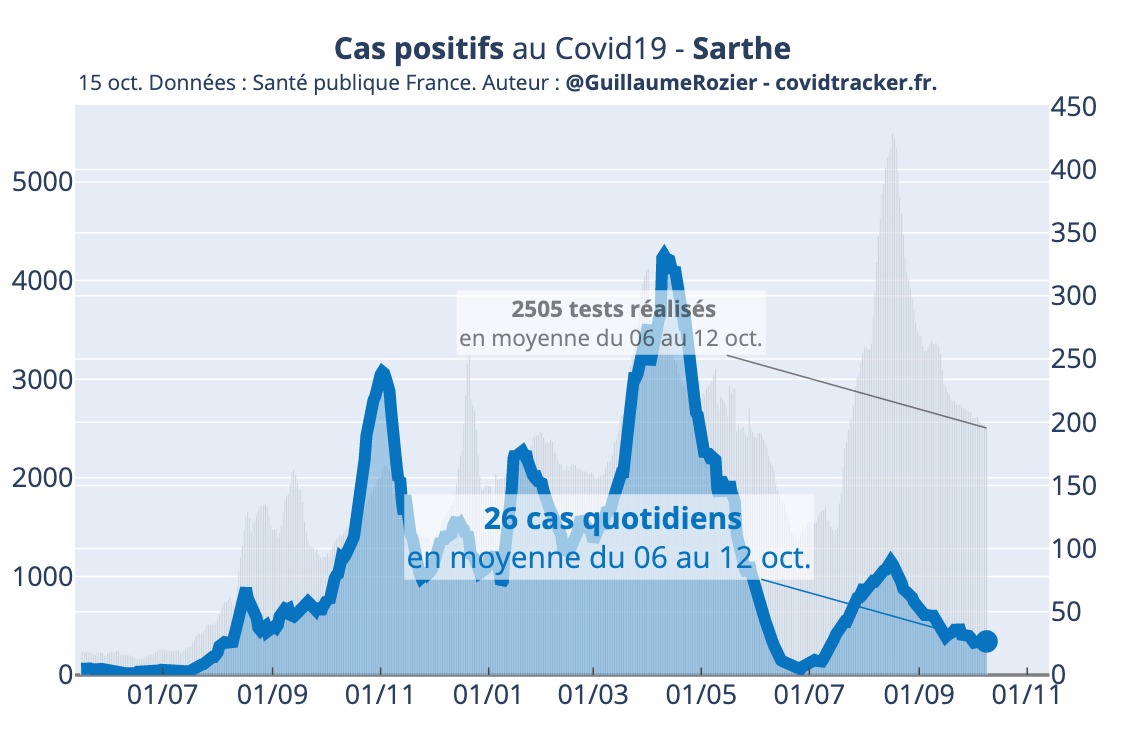 Cas positifs au Covid19 - Sarthe
15 oct. Données : Santé publique France. Auteur : @GuillaumeRozier - covidtracker.fr.
450
400
5000
350
4000
300
2505 tests réalisés
en moyenne du 06 au 12 oct.
250
3000
200
2000
150
26 cas quotidiens
en moyenne du 06 au 12 oct.
100
1000
50
0
0
01/07 01/09 01/11 01/01 01/03 01/05 01/07 01/09 01/11